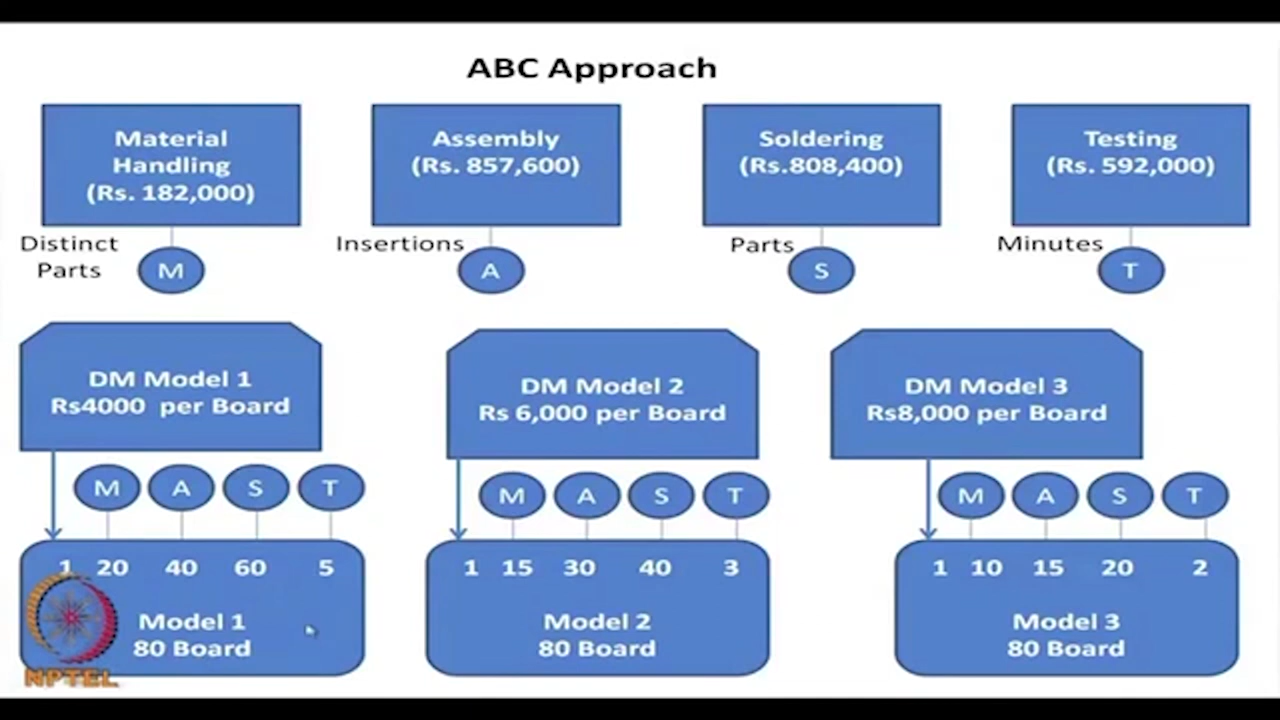 ABC Approach
Material
Handling
(Rs. 182,000)
Assembly
(Rs. 857,600)
Soldering
(Rs.808,400)
Testing
(Rs. 592,000)
Distinct
Parts
M
Insertions
A
Parts
S
Minutes
T
DM Model 1
Rs4000 per Board
DM Model 2
Rs 6,000 per Board
DM Model 3
Rs8,000 per Board
M A S T
M A S T
M A S T
1 20 40 60 5
Model 1
80 Board
1 15 30 40 3
Model 2
80 Board
1 10 15 20 2
Model 3
80 Board
NPTEL